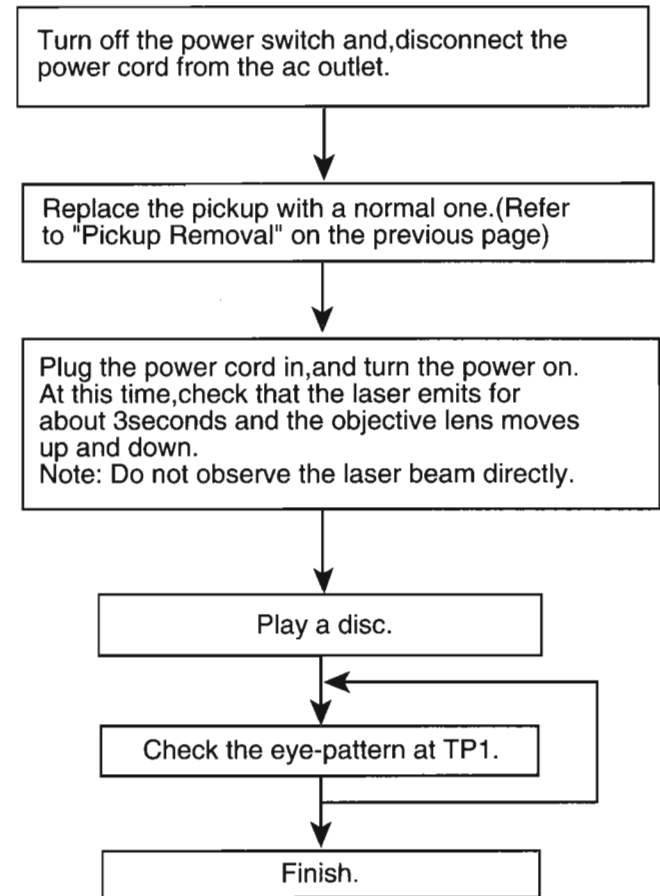 Turn off the power switch and,disconnect the
power cord from the ac outlet.
Replace the pickup with a normal one.(Refer
to "Pickup Removal" on the previous page)
Plug the power cord in,and turn the power on.
At this time,check that the laser emits for
about 3seconds and the objective lens moves
up and down.
Note: Do not observe the laser beam directly.
Play a disc.
Check the eye-pattern at TP1.
Finish.